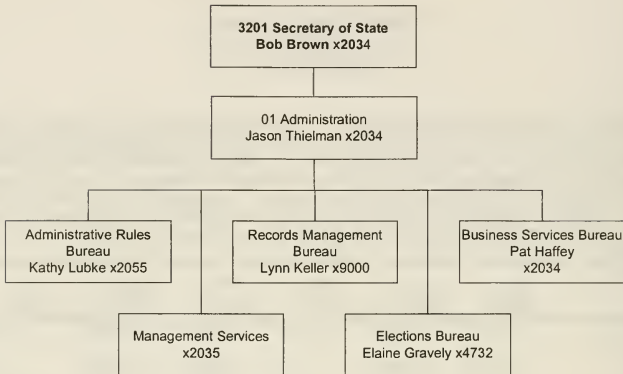 3201 Secretary of State
Bob Brown x2034
01 Administration
Jason Thielman x2034
Administrative Rules
Bureau
Kathy Lubke x2055
Records Management
Bureau
Lynn Keller x9000
Business Services Bureau
Pat Haffey
x2034
Management Services
x2035
Elections Bureau
Elaine Gravely x4732